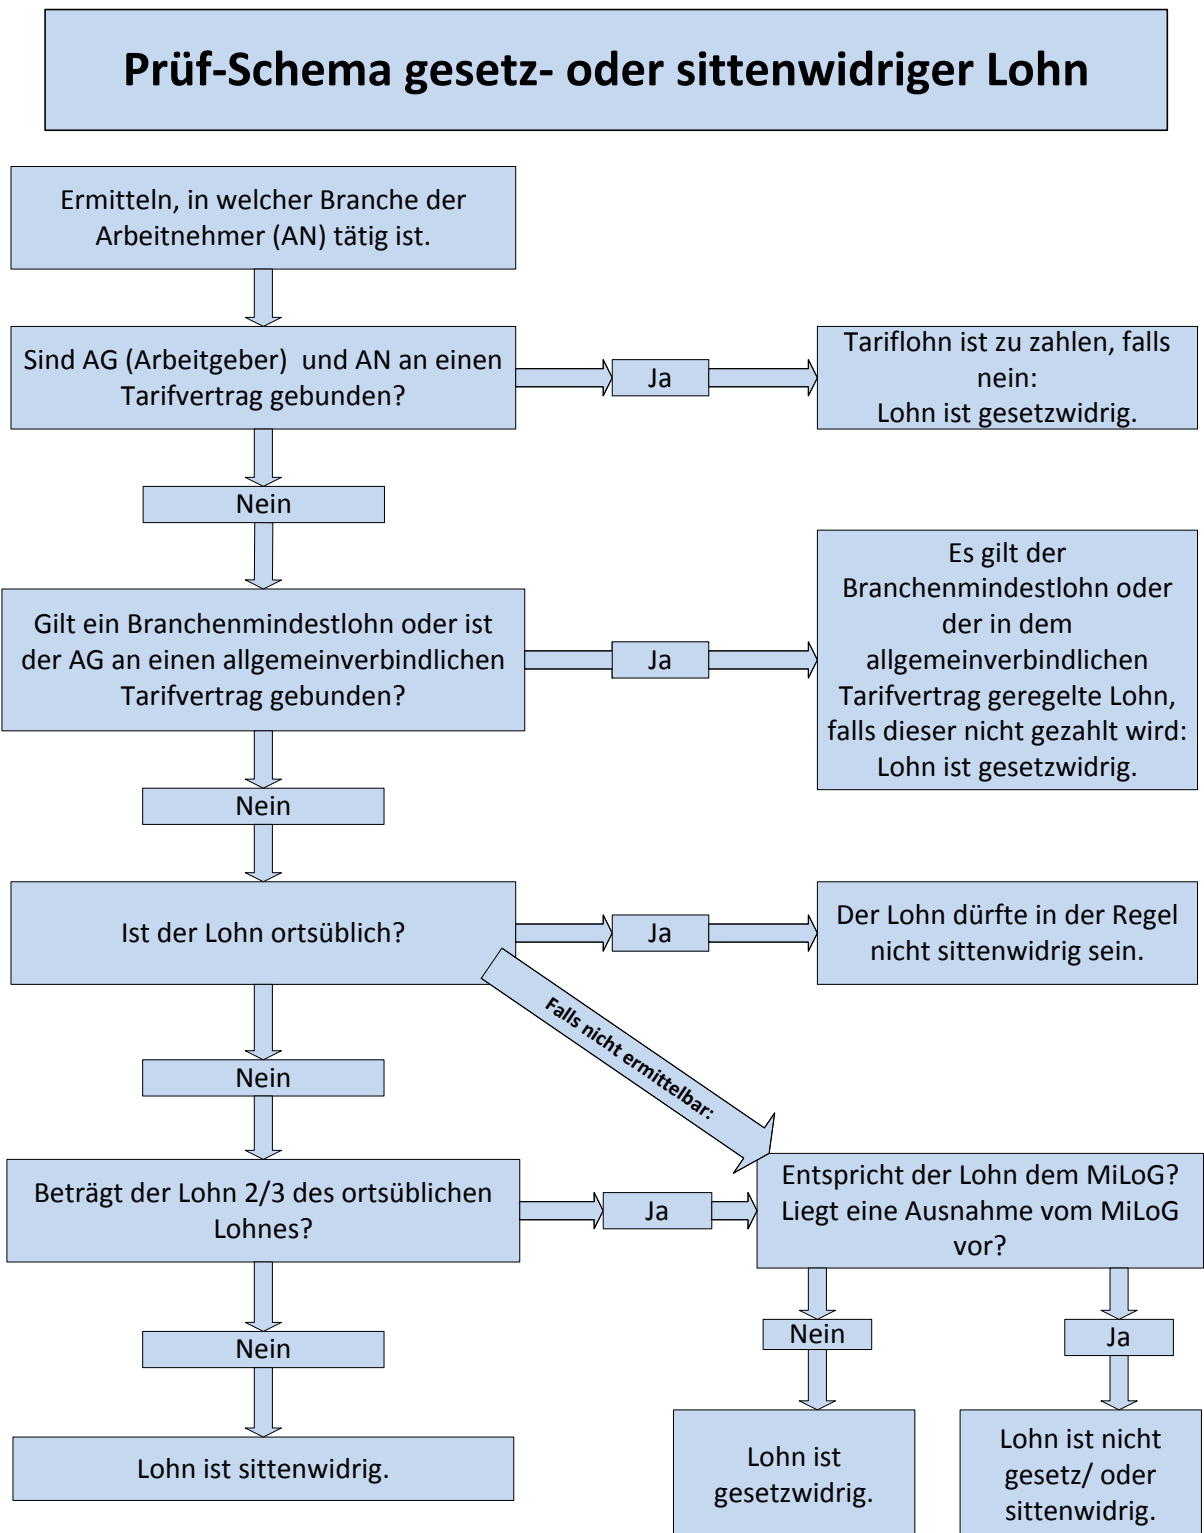 Prüf-Schema gesetz- oder sittenwidriger Lohn
Ermitteln, in welcher Branche der
Arbeitnehmer (AN) tätig ist.
Sind AG (Arbeitgeber)  und AN an einen
Tarifvertrag gebunden?
Ja
Tariflohn ist zu zahlen, falls
nein:
Lohn ist gesetzwidrig.
Nein
Gilt ein Branchenmindestlohn oder ist
der AG an einen allgemeinverbindlichen
Tarifvertrag gebunden?
Ja
Es gilt der
Branchenmindestlohn oder
der in dem
allgemeinverbindlichen
Tarifvertrag geregelte Lohn,
falls dieser nicht gezahlt wird:
Lohn ist gesetzwidrig.
Nein
Ist der Lohn ortsüblich?
Ja
Der Lohn dürfte in der Regel
nicht sittenwidrig sein.
Falls nicht ermittelbar:
Nein
Beträgt der Lohn 2/3 des ortsüblichen
Lohnes?
Ja
Entspricht der Lohn dem MiLoG?
Liegt eine Ausnahme vom MiLoG
vor?
Nein
Nein
Ja
Lohn ist sittenwidrig.
Lohn ist
gesetzwidrig.
Lohn ist nicht
gesetz/ oder
sittenwidrig.